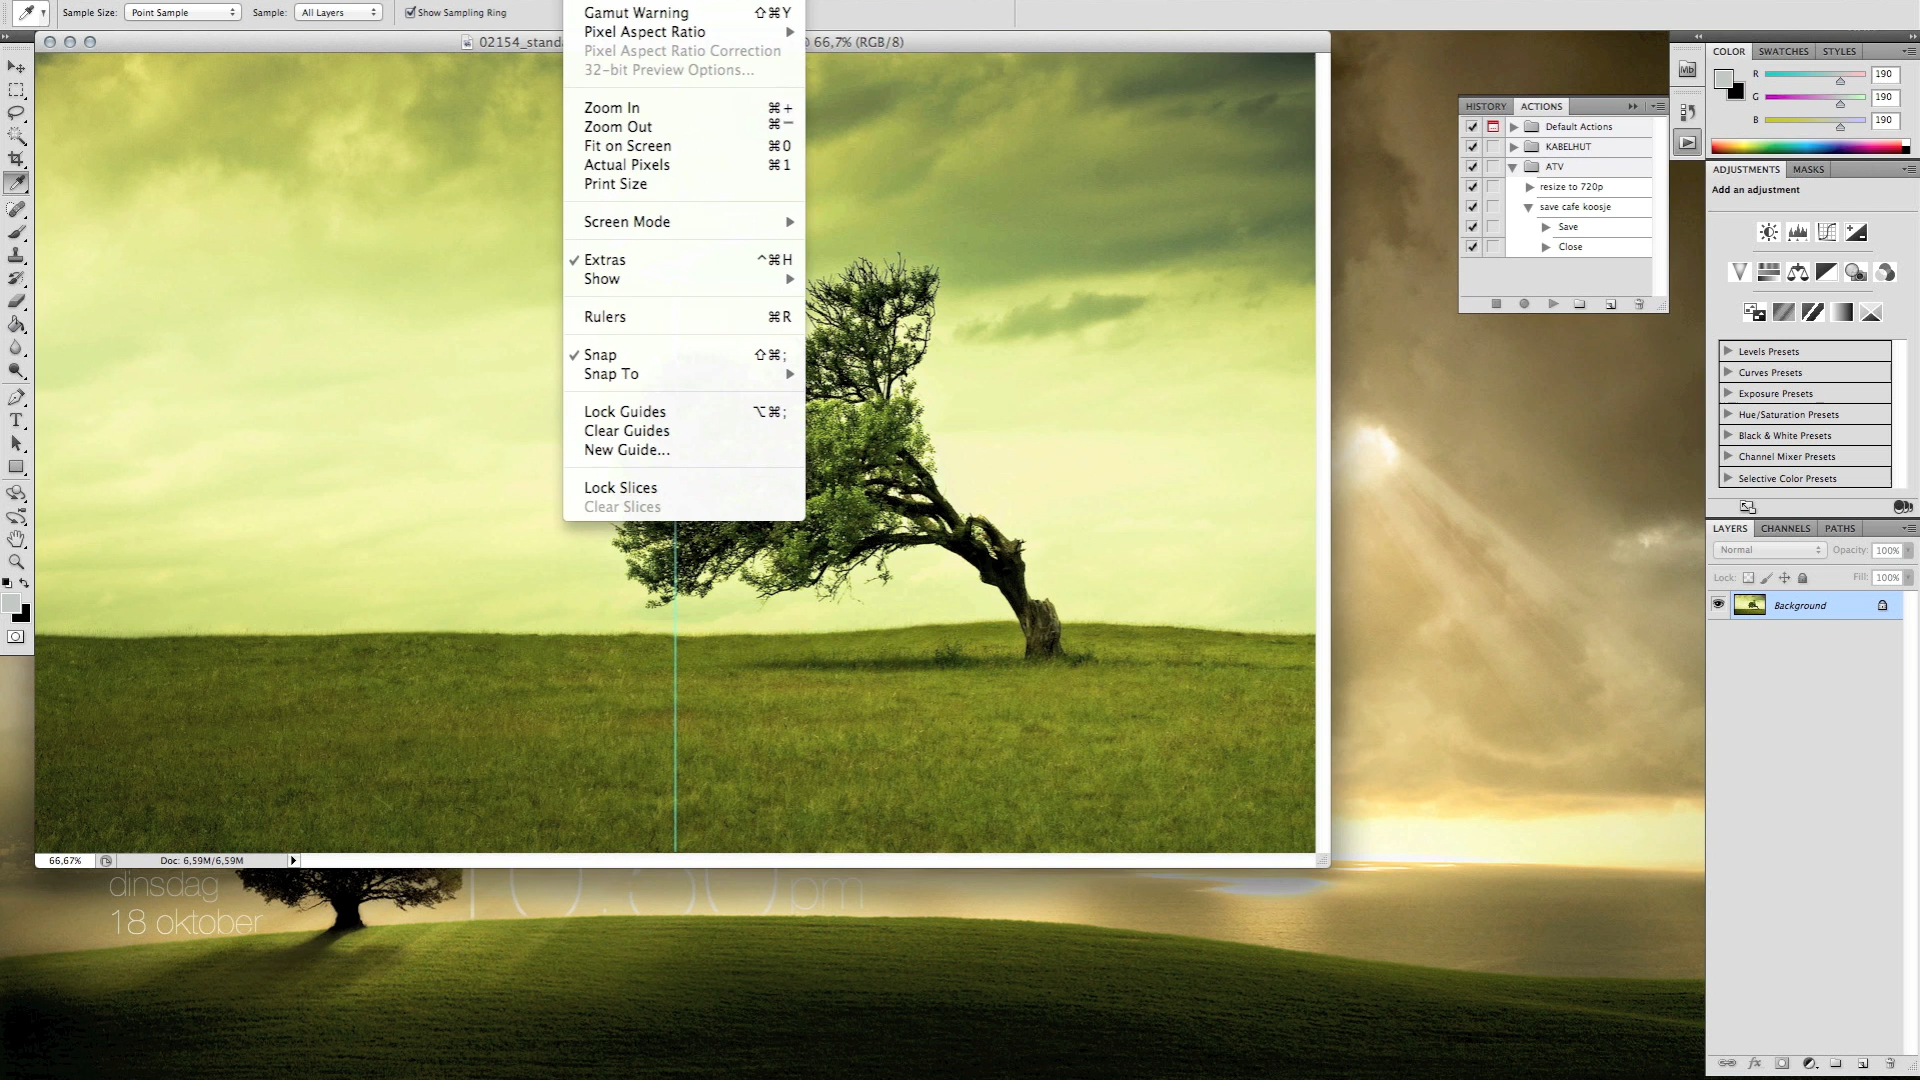 Sample Size: Point Sample Sample: All Layers Show Sampling Ring
02154_stand
66,7% (RGB/8)
Gamut Warning ⇧⌘Y
Pixel Aspect Ratio
Pixel Aspect Ratio Correction
32-bit Preview Options...
Zoom In ⌘+
Zoom Out ⌘−
Fit on Screen ⌘0
Actual Pixels ⌘1
Print Size
Screen Mode
✓ Extras ^⌘H
Show
Rulers ⌘R
✓ Snap ⇧⌘;
Snap To
Lock Guides ⌥⌘;
Clear Guides
New Guide...
Lock Slices
Clear Slices
HISTORY ACTIONS
Default Actions
KABELHUT
ATV
resize to 720p
save cafe koosje
Save
Close
Mb
COLOR SWATCHES STYLES
R 190
G 190
B 190
ADJUSTMENTS MASKS
Add an adjustment
Levels Presets
Curves Presets
Exposure Presets
Hue/Saturation Presets
Black & White Presets
Channel Mixer Presets
Selective Color Presets
LAYERS CHANNELS PATHS
Normal Opacity: 100%
Lock: Fill: 100%
Background
fx
66,67% Doc: 6,59M/6,59M
dinsdag
18 oktober
pm